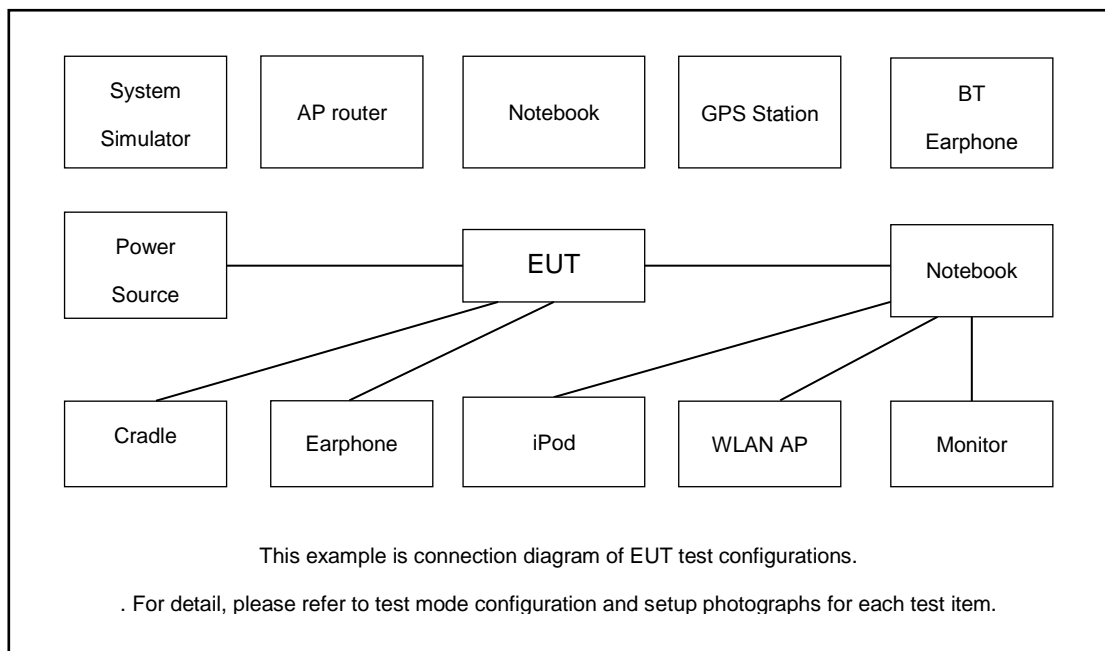 System
Simulator
AP router
Notebook
GPS Station
BT
Earphone
Power
Source
EUT
Notebook
Cradle
Earphone
iPod
WLAN AP
Monitor
This example is connection diagram of EUT test configurations.
. For detail, please refer to test mode configuration and setup photographs for each test item.